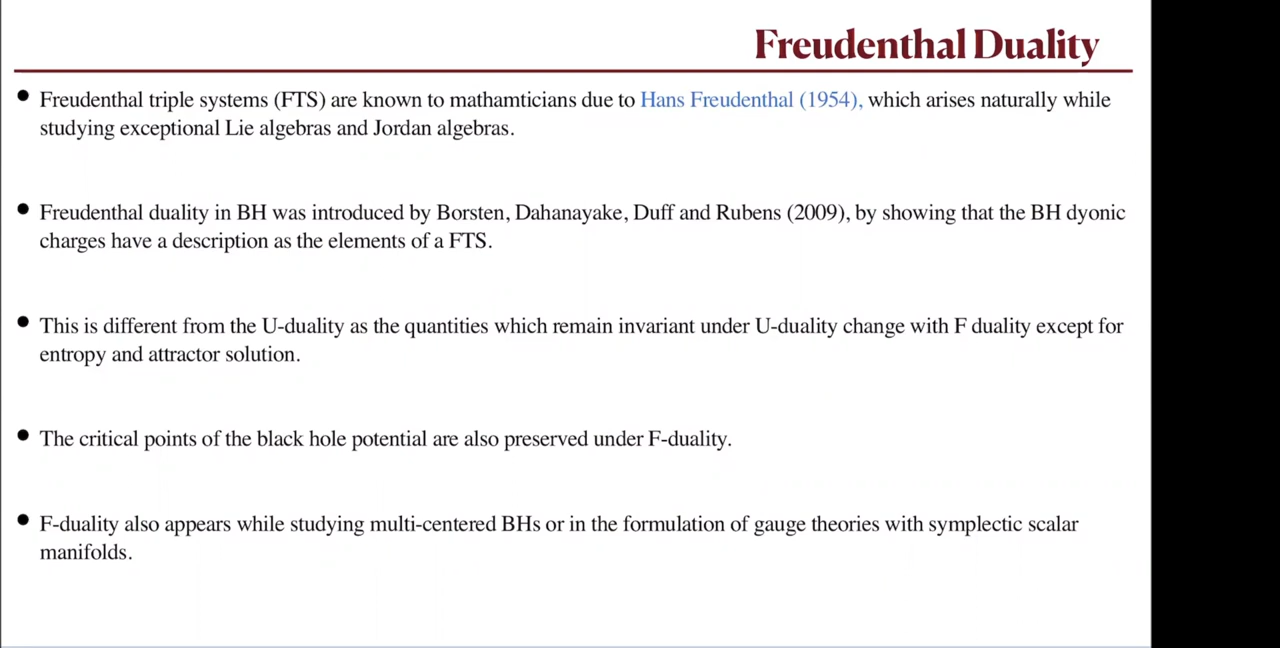 Freudenthal Duality
• Freudenthal triple systems (FTS) are known to mathamticians due to Hans Freudenthal (1954), which arises naturally while
studying exceptional Lie algebras and Jordan algebras.
• Freudenthal duality in BH was introduced by Borsten, Dahanayake, Duff and Rubens (2009), by showing that the BH dyonic
charges have a description as the elements of a FTS.
• This is different from the U-duality as the quantities which remain invariant under U-duality change with F duality except for
entropy and attractor solution.
• The critical points of the black hole potential are also preserved under F-duality.
• F-duality also appears while studying multi-centered BHs or in the formulation of gauge theories with symplectic scalar
manifolds.